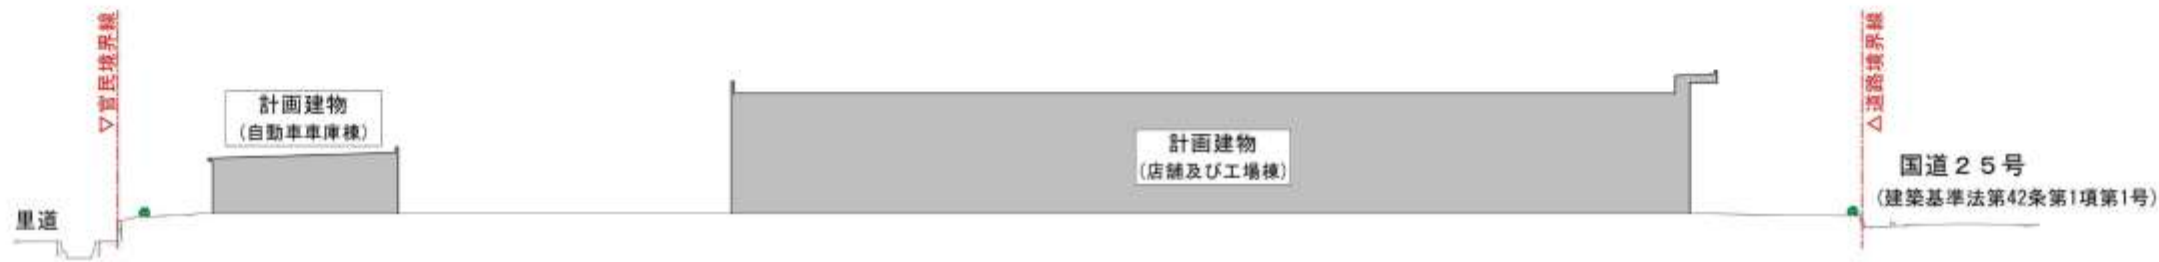 ▽官民境界線
計画建物
(自動車車庫棟)
里道
計画建物
(店舗及び工場棟)
△道路境界線
国道25号
(建築基準法第42条第1項第1号)